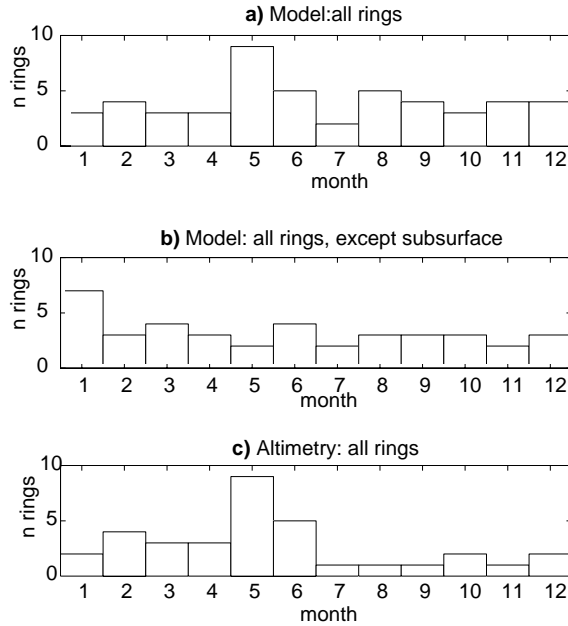 a) Model:all rings
10
5
0
n rings
1 2 3 4 5 6 7 8 9 10 11 12
month
b) Model: all rings, except subsurface
10
5
0
n rings
1 2 3 4 5 6 7 8 9 10 11 12
month
c) Altimetry: all rings
10
5
0
n rings
1 2 3 4 5 6 7 8 9 10 11 12
month